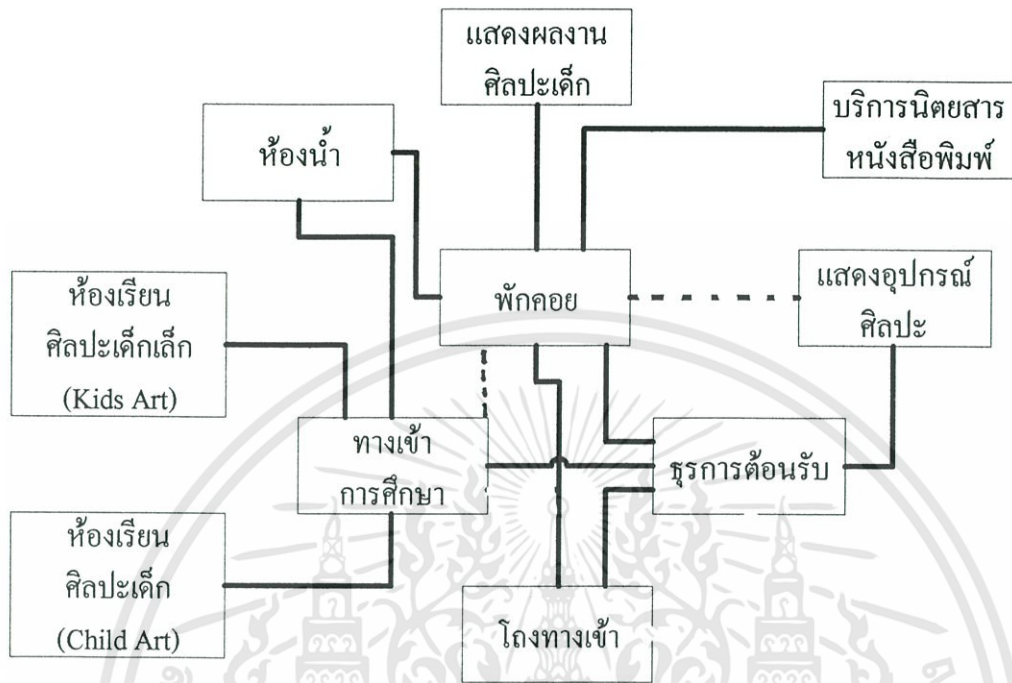 แสดงผลงาน
ศิลปะเด็ก
บริการนิตยสาร
หนังสือพิมพ์
ห้องน้ำ
พักคอย
แสดงอุปกรณ์
ศิลปะ
ห้องเรียน
ศิลปะเด็กเล็ก
(Kids Art)
ทางเข้า
การศึกษา
ธุรการต้อนรับ
ห้องเรียน
ศิลปะเด็ก
(Child Art)
โถงทางเข้า